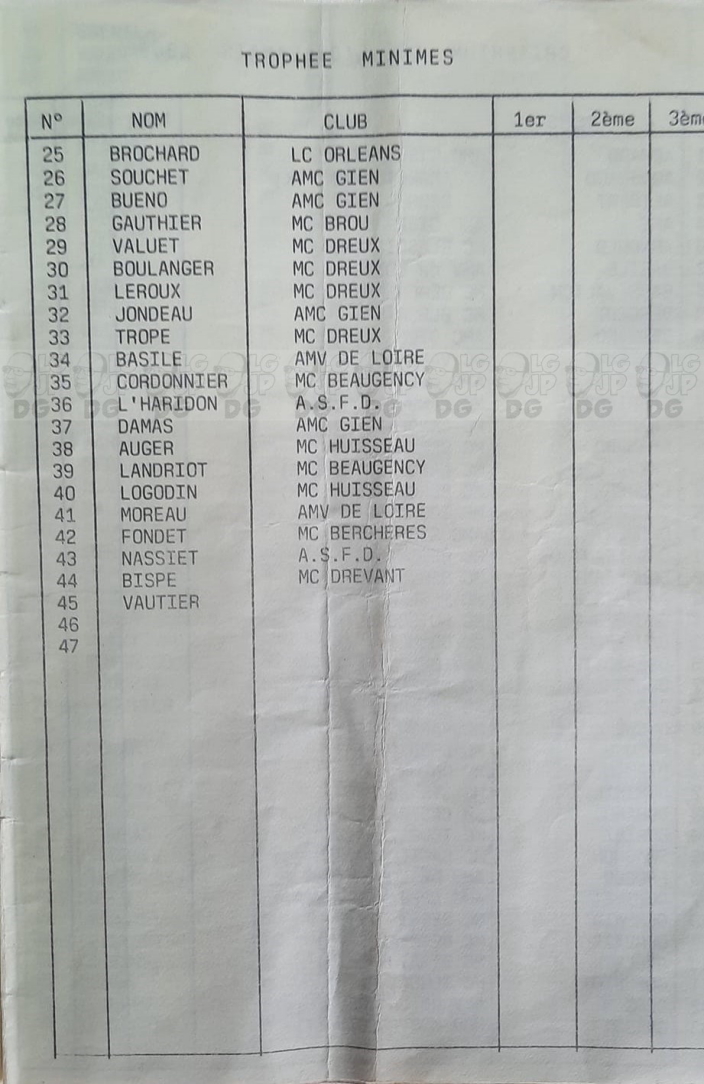 TROPHEE MINIMES
N° NOM CLUB 1er 2ème 3èm
25 BROCHARD LC ORLEANS
26 SOUCHET AMC GIEN
27 BUENO AMC GIEN
28 GAUTHIER MC BROU
29 VALUET MC DREUX
30 BOULANGER MC DREUX
31 LEROUX MC DREUX
32 JONDEAU AMC GIEN
33 TROPE MC DREUX
34 BASILE AMV DE LOIRE
35 CORDONNIER MC BEAUGENCY
36 L'HARIDON A.S.F.D.
37 DAMAS AMC GIEN
38 AUGER MC HUISSEAU
39 LANDRIOT MC BEAUGENCY
40 LOGODIN MC HUISSEAU
41 MOREAU AMV DE LOIRE
42 FONDET MC BERCHERES
43 NASSIET A.S.F.D.
44 BISPE MC DREVANT
45 VAUTIER
46
47